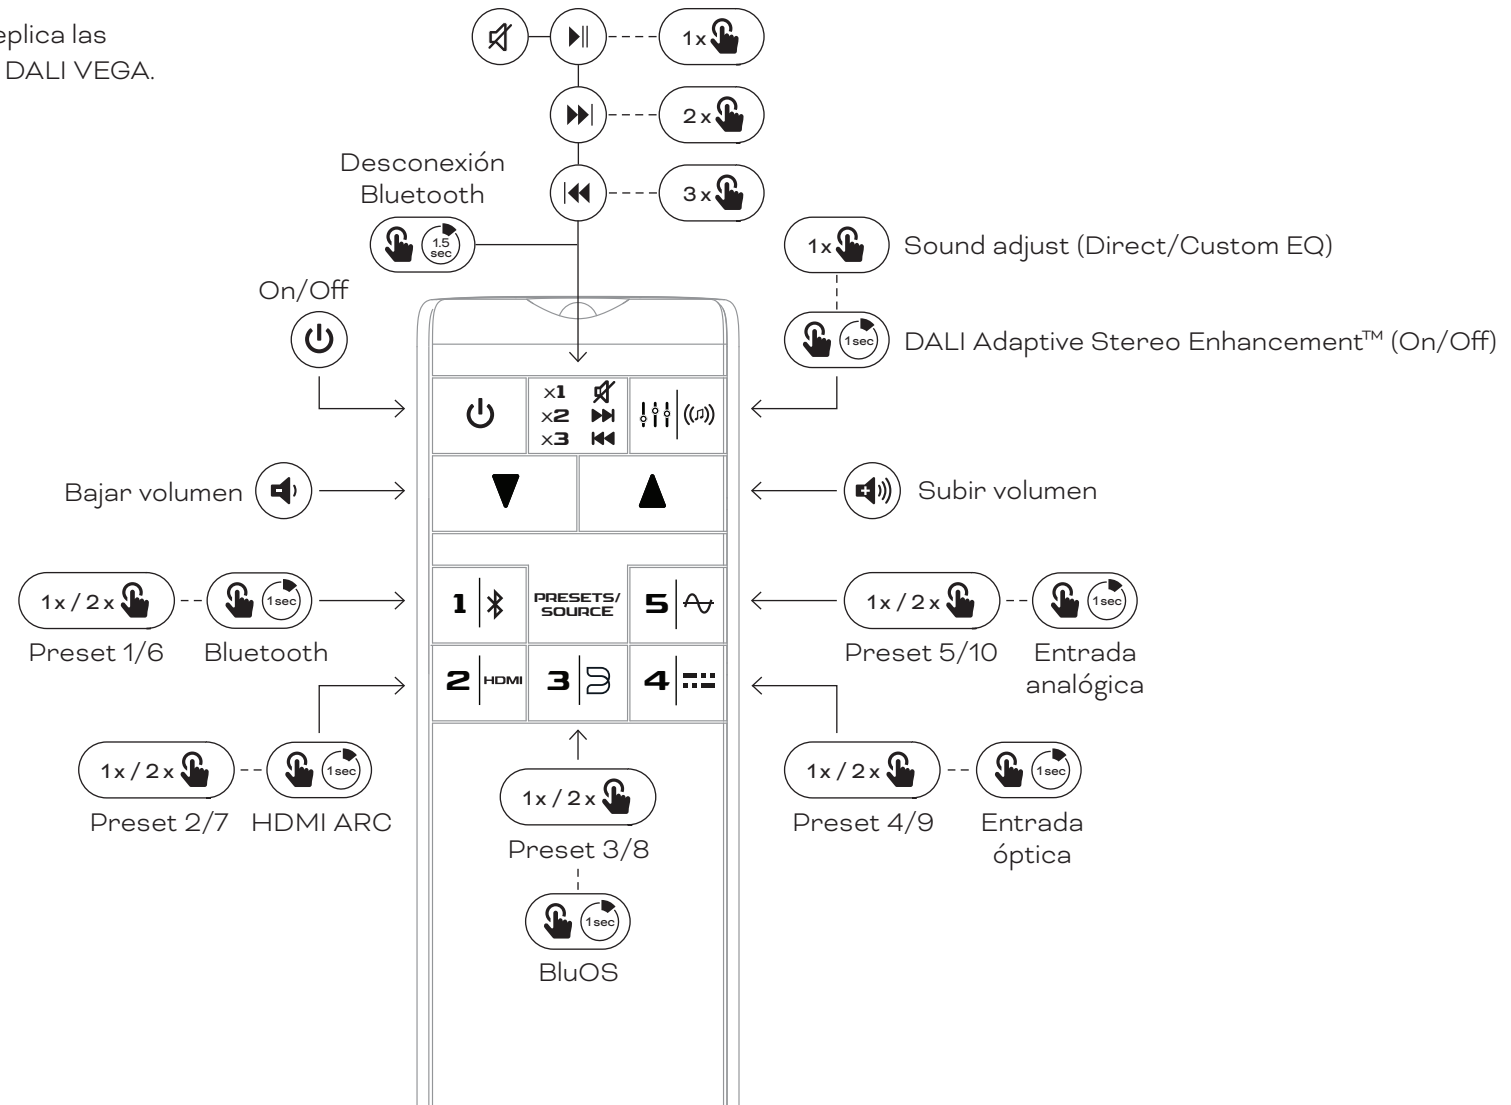 replica las
DALI VEGA.
1x
2x
3x
Desconexión
Bluetooth
1.5
sec
1x
Sound adjust (Direct/Custom EQ)
On/Off
1sec
DALI Adaptive Stereo Enhancement™ (On/Off)
x1
x2
x3
Bajar volumen
Subir volumen
1x / 2x
1sec
1
PRESETS/
SOURCE
5
1x / 2x
1sec
Preset 1/6
Bluetooth
Preset 5/10
Entrada
analógica
2 HDMI
3
4
1x / 2x
1sec
1x / 2x
1x / 2x
1sec
Preset 2/7
HDMI ARC
Preset 3/8
Preset 4/9
Entrada
óptica
1sec
BluOS